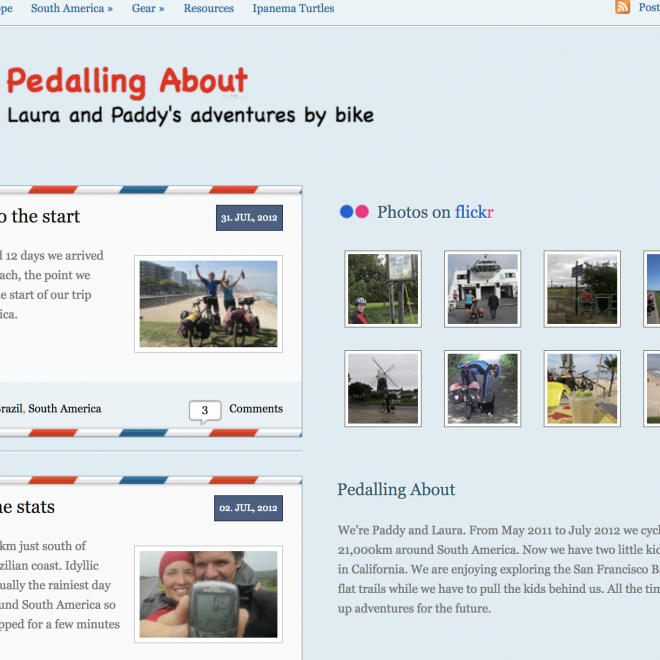 South America » Gear » Resources Ipanema Turtles
Post
Pedalling About
Laura and Paddy's adventures by bike
o the start
31. JUL, 2012
12 days we arrived
ach, the point we
e start of our trip
ica.
razil, South America
3 Comments
e stats
02. JUL, 2012
km just south of
zilian coast. Idyllic
ually the rainiest day
und South America so
pped for a few minutes
Photos on flickr
Pedalling About
We're Paddy and Laura. From May 2011 to July 2012 we cycl
21,000km around South America. Now we have two little kid
in California. We are enjoying exploring the San Francisco Ba
flat trails while we have to pull the kids behind us. All the tim
up adventures for the future.